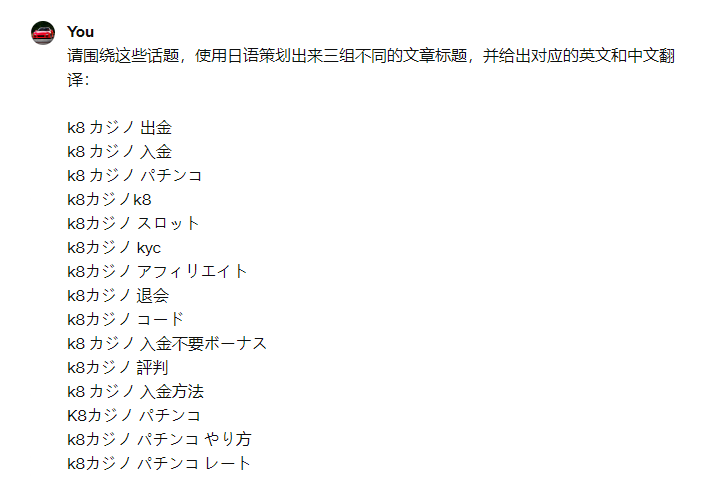 You
请围绕这些话题，使用日语策划出来三组不同的文章标题，并给出对应的英文和中文翻
译：
k8 カジノ 出金
k8 カジノ 入金
k8 カジノ パチンコ
k8カジノk8
k8カジノ スロット
k8カジノ kyc
k8カジノ アフィリエイト
k8カジノ 退会
k8カジノ コード
k8 カジノ 入金不要ボーナス
k8カジノ 評判
k8 カジノ 入金方法
K8カジノ パチンコ
k8カジノ パチンコ やり方
k8カジノ パチンコ レート